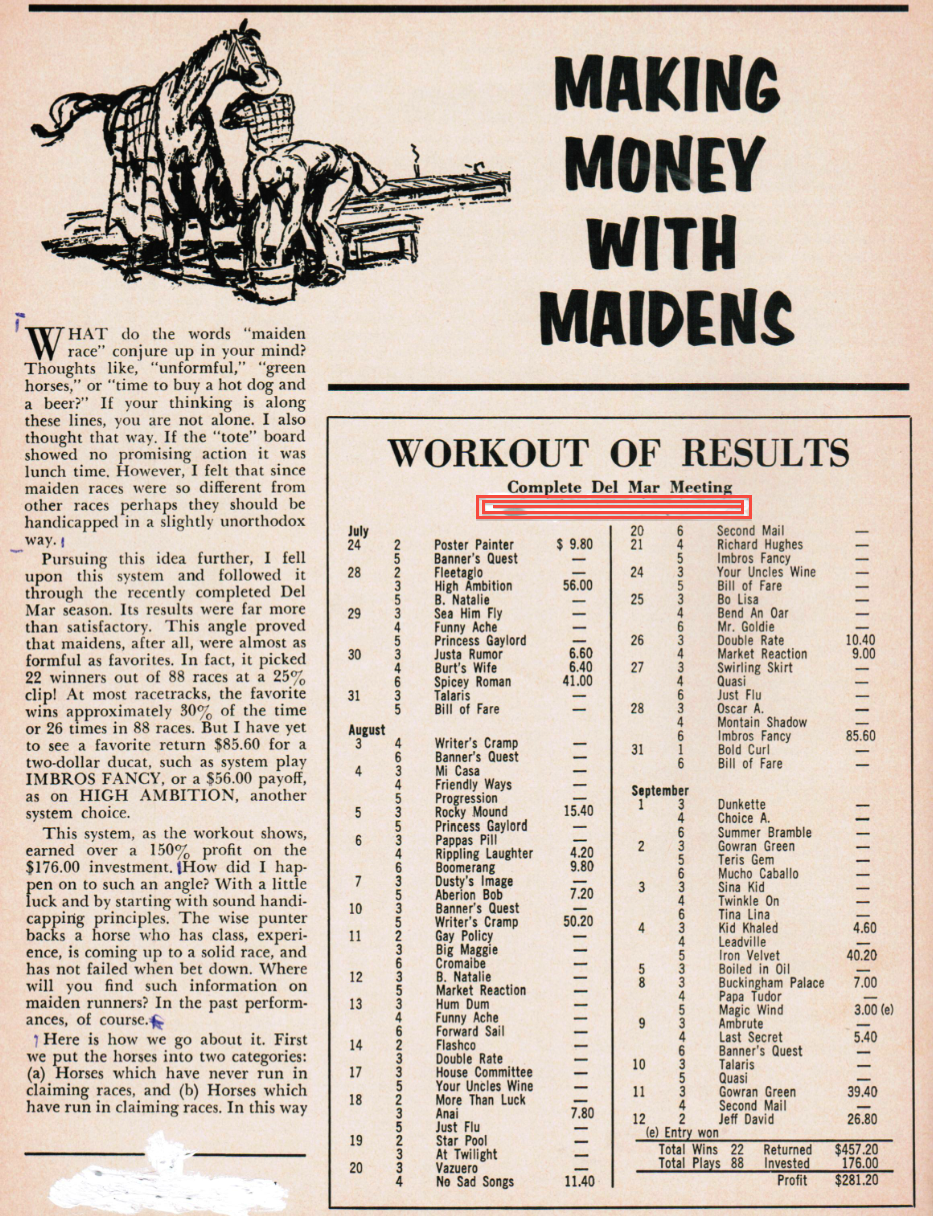 MAKING
MONEY
WITH
MAIDENS
WHAT do the words "maiden
race" conjure up in your mind?
Thoughts like, "unformful," "green
horses," or "time to buy a hot dog and
a beer?" If your thinking is along
these lines, you are not alone. I also
thought that way. If the "tote" board
showed no promising action it was
lunch time. However, I felt that since
maiden races were so different from
other races perhaps they should be
handicapped in a slightly unorthodox
way.
Pursuing this idea further, I fell
upon this system and followed it
through the recently completed Del
Mar season. Its results were far more
than satisfactory. This angle proved
that maidens, after all, were almost as
formful as favorites. In fact, it picked
22 winners out of 88 races at a 25%
clip! At most racetracks, the favorite
wins approximately 30% of the time
or 26 times in 88 races. But I have yet
to see a favorite return $85.60 for a
two-dollar ducat, such as system play
IMBROS FANCY, or a $56.00 payoff,
as on HIGH AMBITION, another
system choice.
This system, as the workout shows,
earned over a 150% profit on the
$176.00 investment. How did I hap-
pen on to such an angle? With a little
luck and by starting with sound handi-
capping principles. The wise punter
backs a horse who has class, experi-
ence, is coming up to a solid race, and
has not failed when bet down. Where
will you find such information on
maiden runners? In the past perform-
ances, of course.
Here is how we go about it. First
we put the horses into two categories:
(a) Horses which have never run in
claiming races, and (b) Horses which
have run in claiming races. In this way
WORKOUT OF RESULTS
Complete Del Mar Meeting
July
24 2 Poster Painter $ 9.80
5 Banner's Quest —
28 2 Fleetaglo —
3 High Ambition 56.00
5 B. Natalie —
29 3 Sea Him Fly —
4 Funny Ache —
5 Princess Gaylord —
30 3 Justa Rumor 6.60
4 Burt's Wife 6.40
6 Spicey Roman 41.00
31 3 Talaris —
5 Bill of Fare —
August
3 4 Writer's Cramp —
6 Banner's Quest —
4 3 Mi Casa —
4 Friendly Ways —
5 Progression —
5 3 Rocky Mound 15.40
5 Princess Gaylord —
6 3 Pappas Pill —
4 Rippling Laughter 4.20
6 Boomerang 9.80
7 3 Dusty's Image —
5 Aberion Bob 7.20
10 3 Banner's Quest —
5 Writer's Cramp 50.20
11 2 Gay Policy —
3 Big Maggie —
6 Cromaibe —
12 3 B. Natalie —
5 Market Reaction —
13 3 Hum Dum —
4 Funny Ache —
6 Forward Sail —
14 2 Flashco —
3 Double Rate —
17 3 House Committee —
5 Your Uncles Wine —
18 2 More Than Luck —
3 Anai 7.80
5 Just Flu —
19 2 Star Pool —
3 At Twilight —
20 3 Vazuero —
4 No Sad Songs 11.40
20 6 Second Mail —
21 4 Richard Hughes —
5 Imbros Fancy —
24 3 Your Uncles Wine —
5 Bill of Fare —
25 3 Bo Lisa —
4 Bend An Oar —
6 Mr. Goldie —
26 3 Double Rate 10.40
4 Market Reaction 9.00
27 3 Swirling Skirt —
4 Quasi —
6 Just Flu —
28 3 Oscar A. —
4 Montain Shadow —
6 Imbros Fancy 85.60
31 1 Bold Curl —
6 Bill of Fare —
September
1 3 Dunkette —
4 Choice A. —
6 Summer Bramble —
2 3 Gowran Green —
5 Teris Gem —
6 Mucho Caballo —
3 3 Sina Kid —
4 Twinkle On —
6 Tina Lina —
4 3 Kid Khaled 4.60
4 Leadville —
5 Iron Velvet 40.20
5 3 Boiled in Oil —
8 3 Buckingham Palace 7.00
4 Papa Tudor —
5 Magic Wind 3.00 (e)
9 3 Ambrute —
4 Last Secret 5.40
6 Banner's Quest —
10 3 Talaris —
5 Quasi —
11 3 Gowran Green 39.40
4 Second Mail —
12 2 Jeff David 26.80
(e) Entry won
Total Wins 22 Returned $457.20
Total Plays 88 Invested 176.00
Profit $281.20